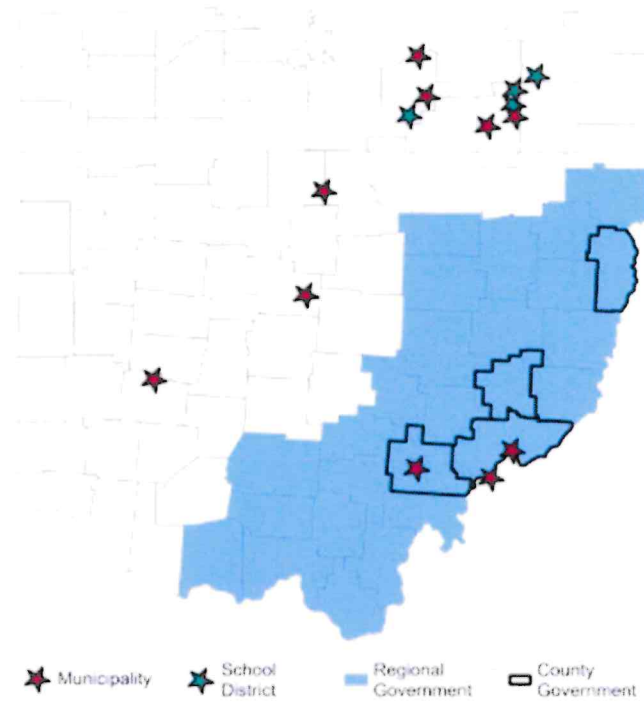 Municipality
School
District
Regional
Government
County
Government